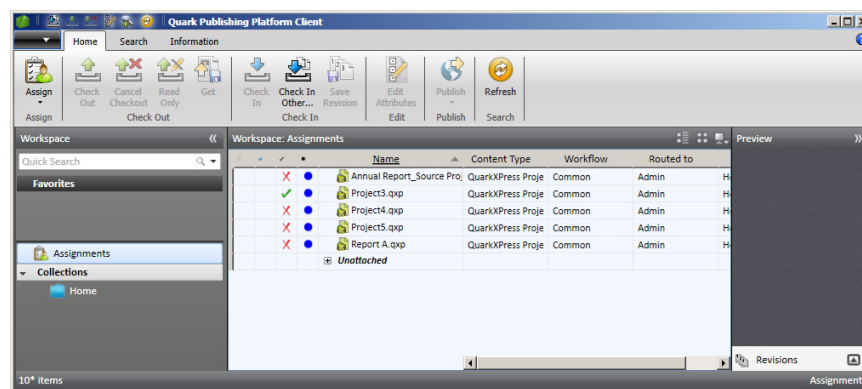 Quark Publishing Platform Client
Home Search Information
Assign Check Out Cancel Checkout Read Only Get Check In Check In Other... Save Revision Edit Attributes Publish Refresh
Assign Check Out Check In Edit Publish Search
Workspace « Workspace: Assignments Preview »
Quick Search
Favorites
Name Content Type Workflow Routed to
Annual Report_Source Proj QuarkXPress Proje Common Admin
Project3.qxp QuarkXPress Proje Common Admin
Project4.qxp QuarkXPress Proje Common Admin
Project5.qxp QuarkXPress Proje Common Admin
Report A.qxp QuarkXPress Proje Common Admin
Unattached
Assignments
Collections
Home
Revisions
10* items Assignment